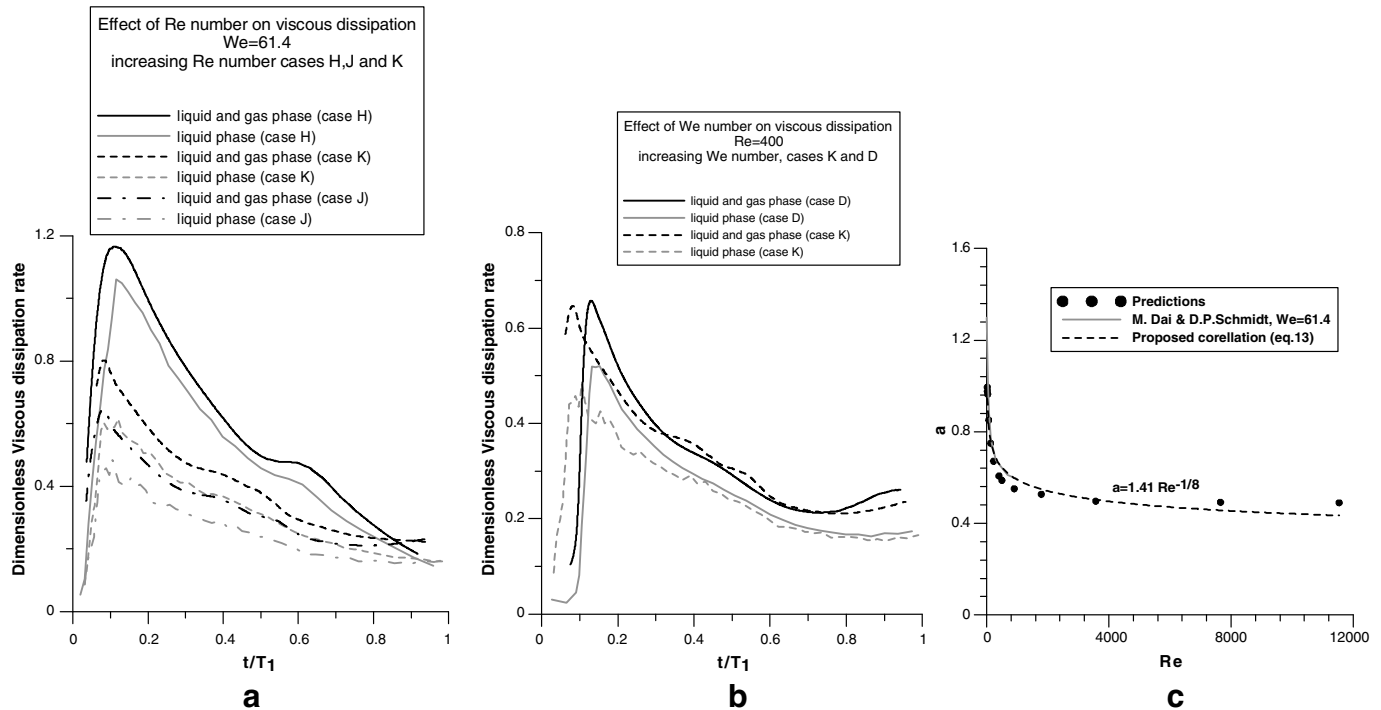 Effect of Re number on viscous dissipation
We=61.4
increasing Re number cases H,J and K
liquid and gas phase (case H)
liquid phase (case H)
liquid and gas phase (case K)
liquid phase (case K)
liquid and gas phase (case J)
liquid phase (case J)
Dimensionless Viscous dissipation rate
1.2
0.8
0.4
0
0
0.2
0.4
0.6
0.8
1
t/T1
a
Effect of We number on viscous dissipation
Re=400
increasing We number, cases K and D
liquid and gas phase (case D)
liquid phase (case D)
liquid and gas phase (case K)
liquid phase (case K)
Dimensionless Viscous dissipation rate
0.8
0.6
0.4
0.2
0
0
0.2
0.4
0.6
0.8
1
t/T1
b
Predictions
M. Dai & D.P.Schmidt, We=61.4
Proposed corellation (eq.13)
a
1.6
1.2
0.8
0.4
0
a=1.41 Re-1/8
0
4000
8000
12000
Re
c